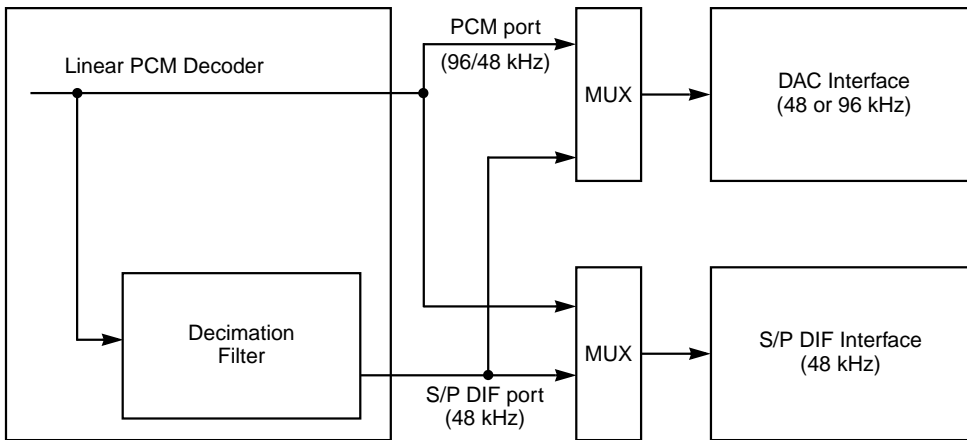 Linear PCM Decoder
PCM port
(96/48 kHz)
MUX
DAC Interface
(48 or 96 kHz)
Decimation
Filter
S/P DIF port
(48 kHz)
MUX
S/P DIF Interface
(48 kHz)